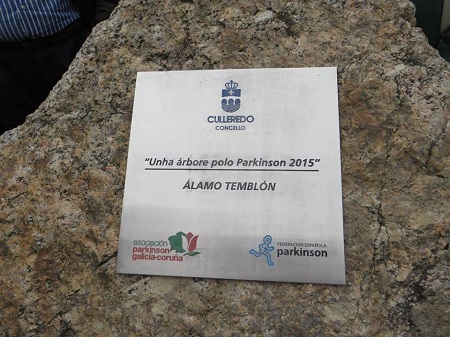 CULLEREDO
CONCELLO
"Unha árbore polo Parkinson 2015"
ÁLAMO TEMBLÓN
asociación
parkinson
galicia·coruña
FEDERACIÓN ESPAÑOLA
parkinson